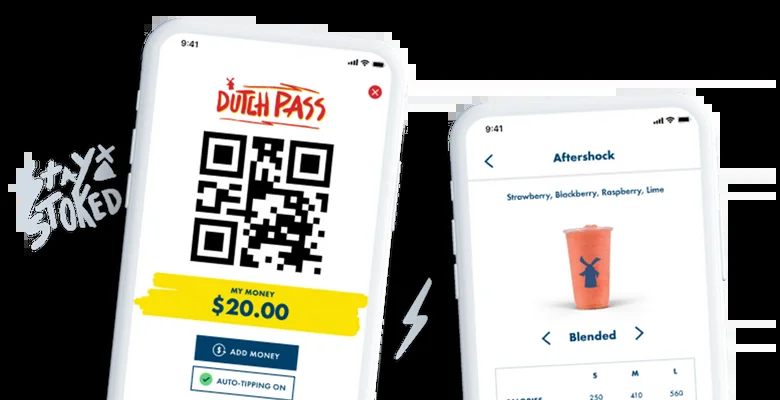 STAY
STOKED
9:41
DUTCH PASS
MY MONEY
$20.00
ADD MONEY
AUTO-TIPPING ON
9:41
Aftershock
Strawberry, Blackberry, Raspberry, Lime
Blended
S M L
CALORIES 250 410 560